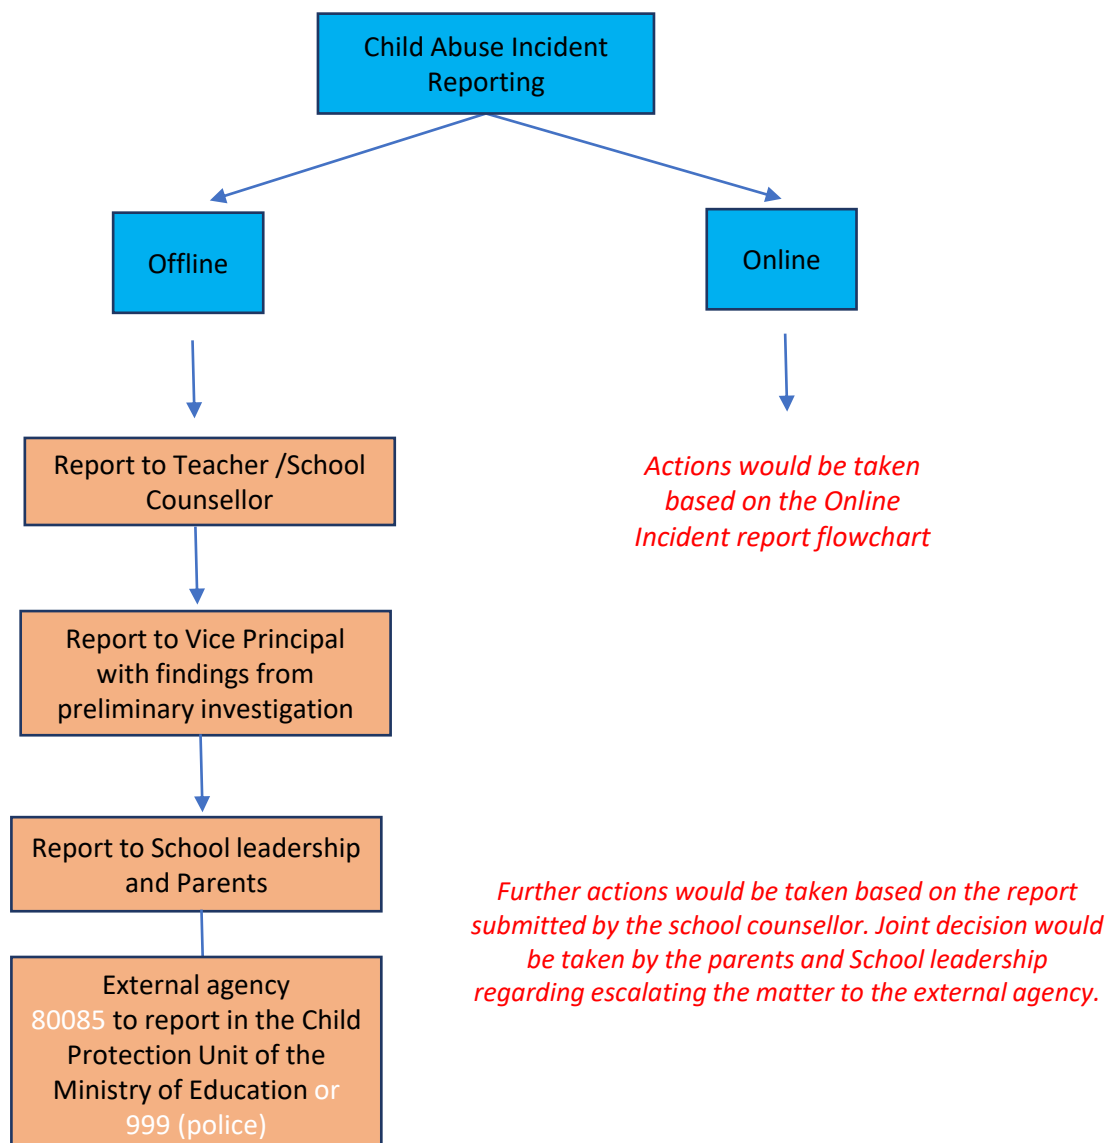 Child Abuse Incident
Reporting
Offline
Online
Report to Teacher /School
Counsellor
Actions would be taken
based on the Online
Incident report flowchart
Report to Vice Principal
with findings from
preliminary investigation
Report to School leadership
and Parents
Further actions would be taken based on the report
submitted by the school counsellor. Joint decision would
be taken by the parents and School leadership
regarding escalating the matter to the external agency.
External agency
80085 to report in the Child
Protection Unit of the
Ministry of Education or
999 (police)